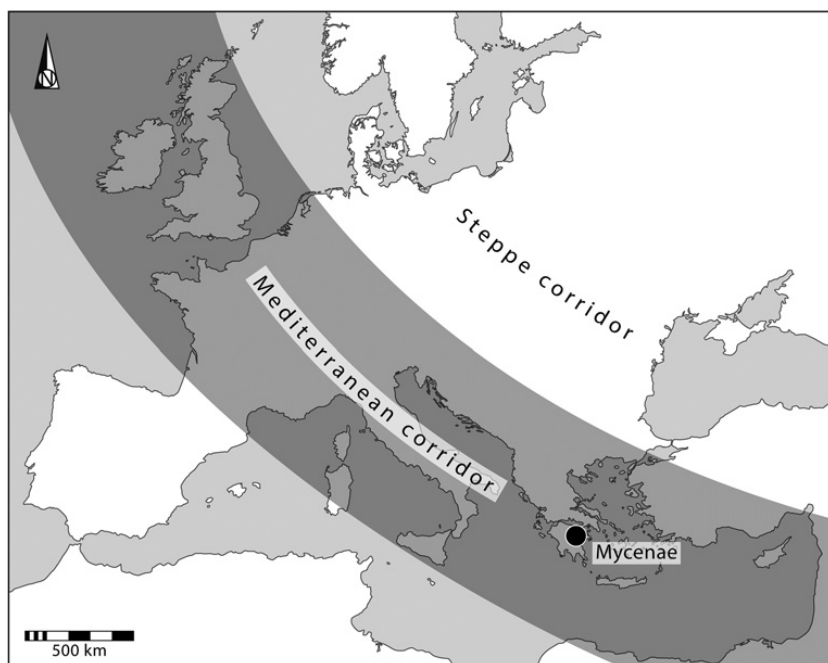 N
Steppe corridor
Mediterranean corridor
Mycenae
500 km